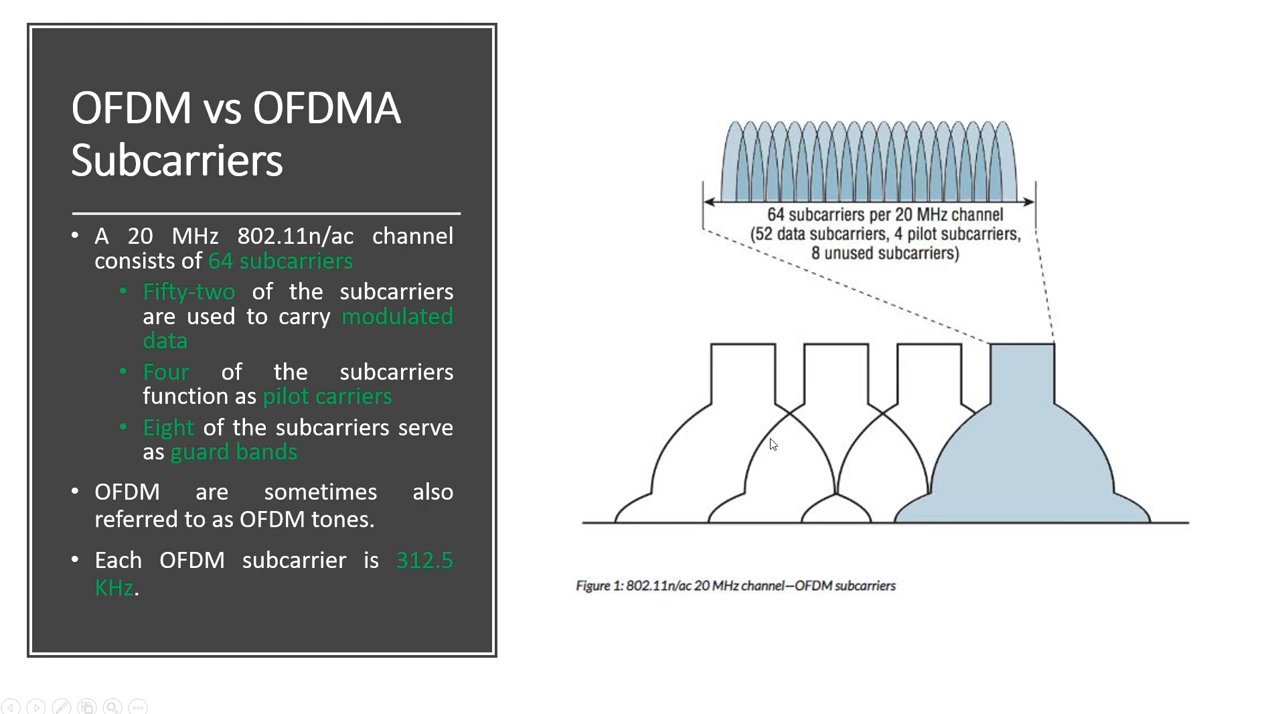 OFDM vs OFDMA
Subcarriers
• A 20 MHz 802.11n/ac channel
consists of 64 subcarriers
• Fifty-two of the subcarriers
are used to carry modulated
data
• Four of the subcarriers
function as pilot carriers
• Eight of the subcarriers serve
as guard bands
• OFDM are sometimes also
referred to as OFDM tones.
• Each OFDM subcarrier is 312.5
KHz.
64 subcarriers per 20 MHz channel
(52 data subcarriers, 4 pilot subcarriers,
8 unused subcarriers)
Figure 1: 802.11n/ac 20 MHz channel—OFDM subcarriers